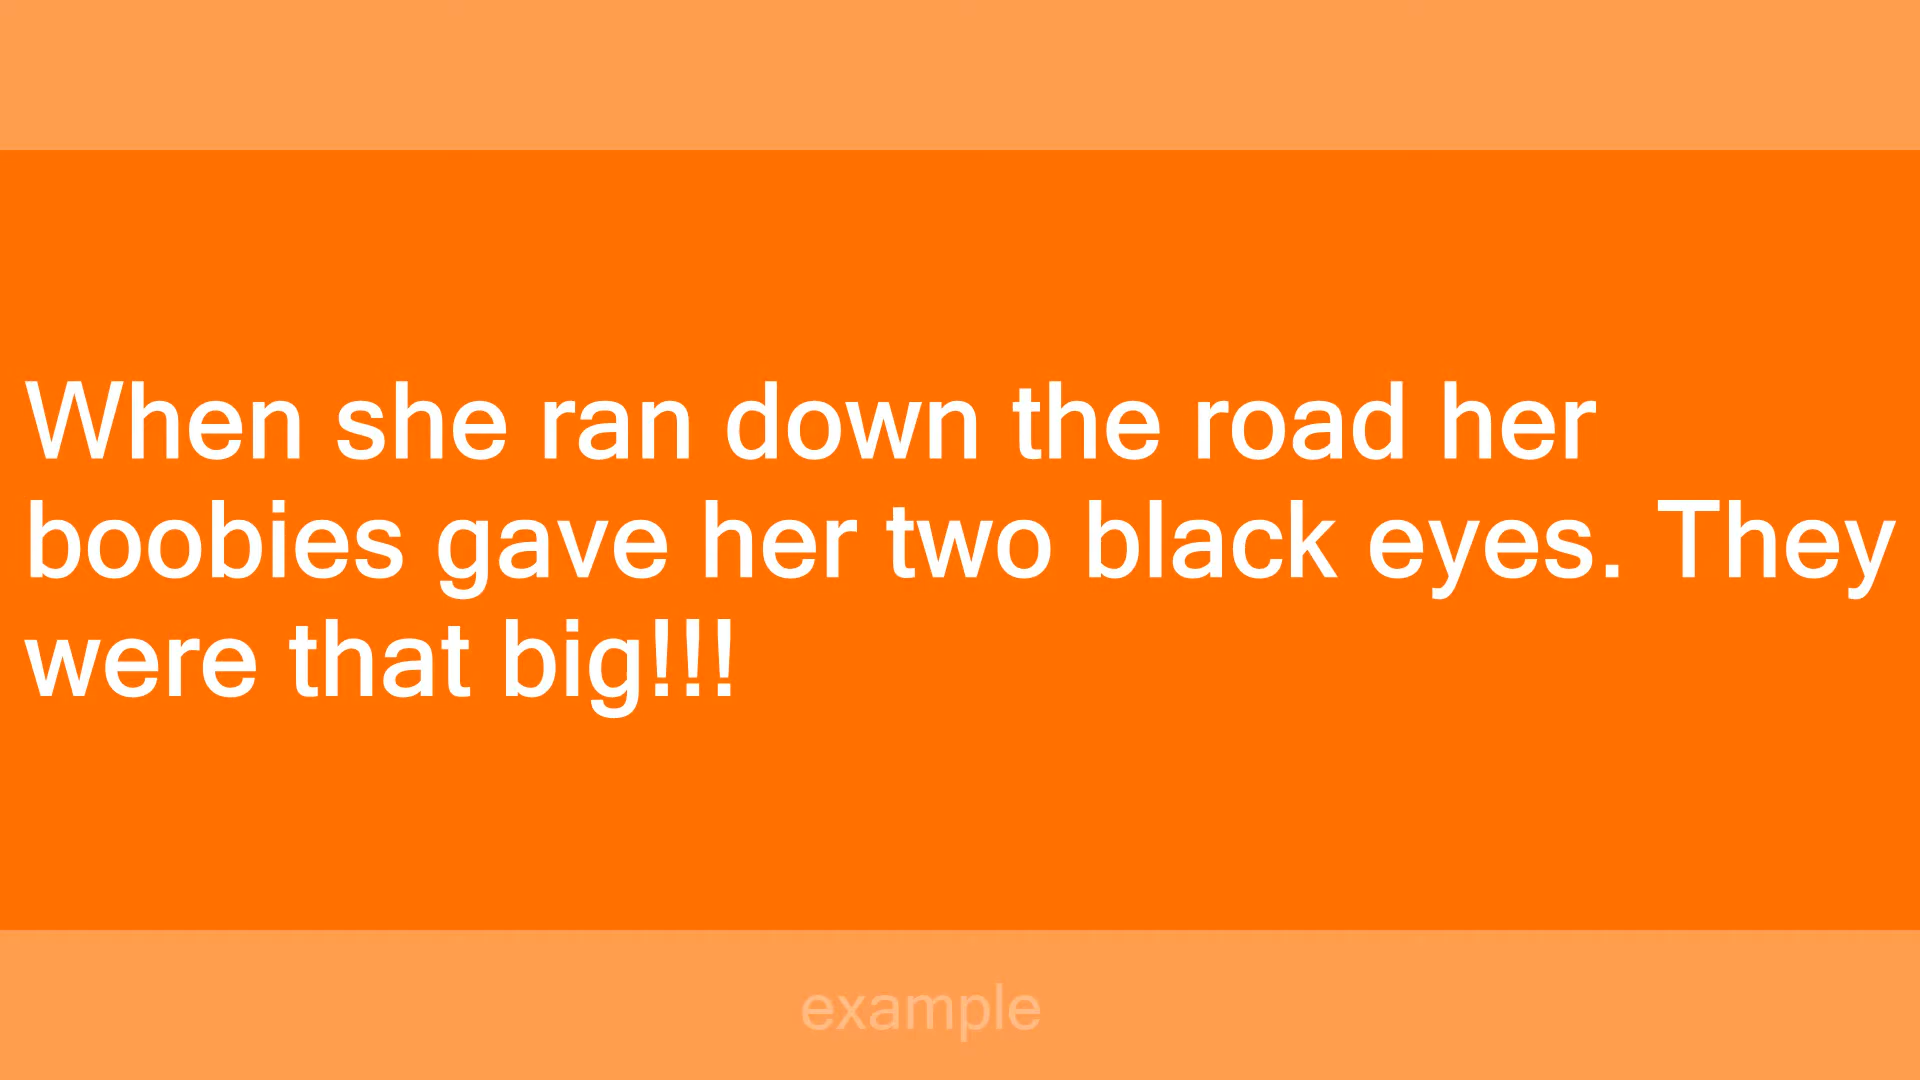 When she ran down the road her
boobies gave her two black eyes. They
were that big!!!
example